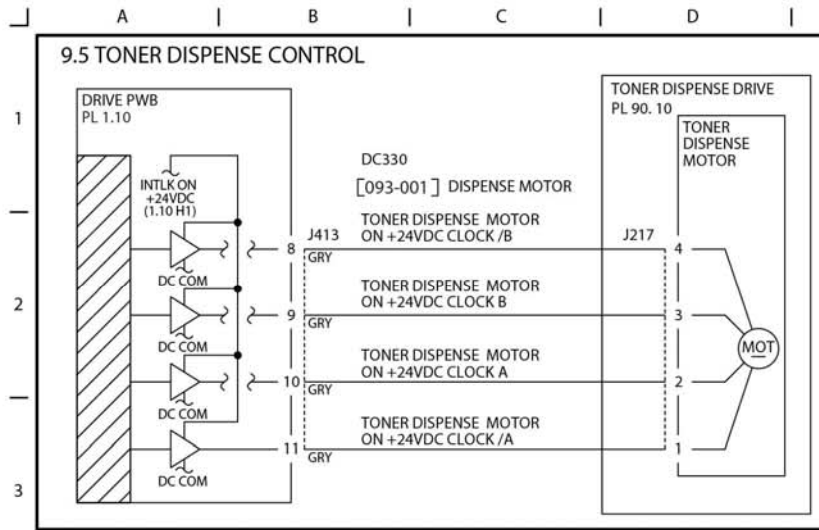 A B C D
9.5 TONER DISPENSE CONTROL
1
2
3
DRIVE PWB
PL 1.10
INTLK ON
+24VDC
(1.10 H1)
DC COM
DC COM
DC COM
DC COM
8
9
10
11
J413
GRY
GRY
GRY
GRY
DC330
[093-001] DISPENSE MOTOR
TONER DISPENSE MOTOR
ON +24VDC CLOCK /B
TONER DISPENSE MOTOR
ON +24VDC CLOCK B
TONER DISPENSE MOTOR
ON +24VDC CLOCK A
TONER DISPENSE MOTOR
ON +24VDC CLOCK /A
TONER DISPENSE DRIVE
PL 90. 10
TONER
DISPENSE
MOTOR
J217
4
3
2
1
MOT